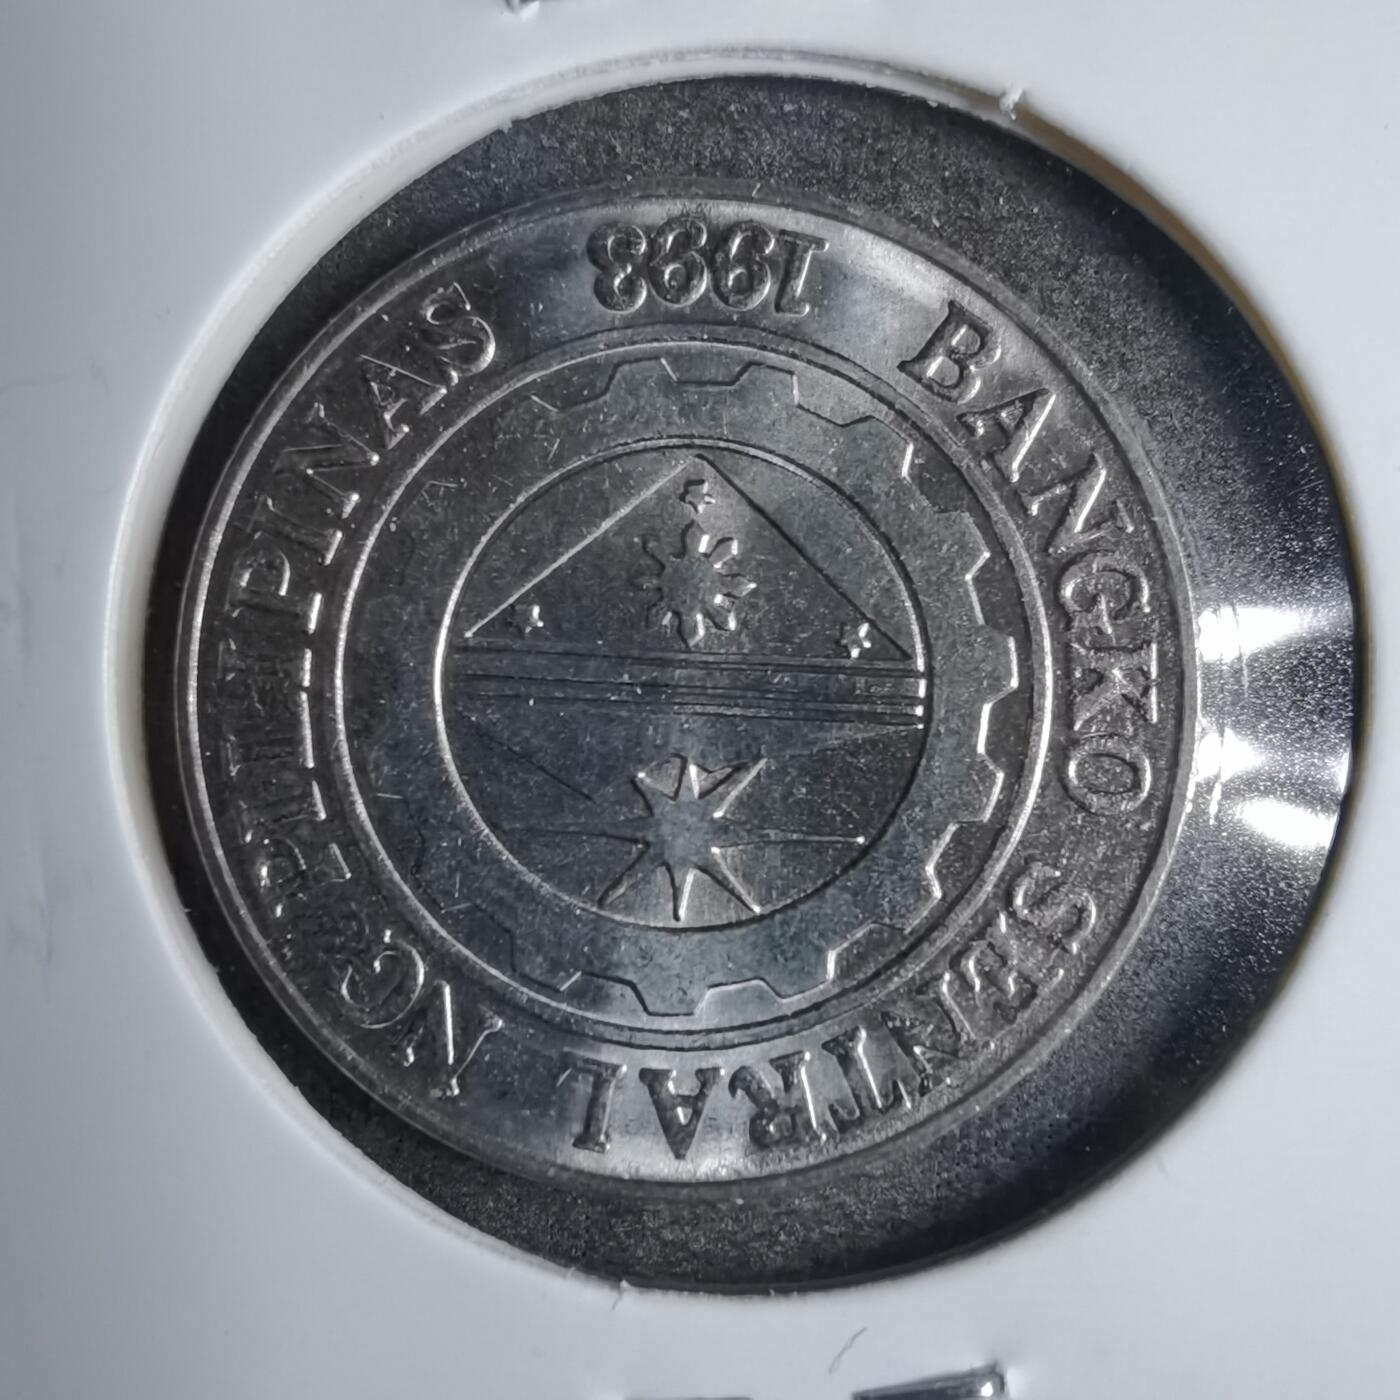 BANGKO SENTRAL NG PILIPINAS
1993